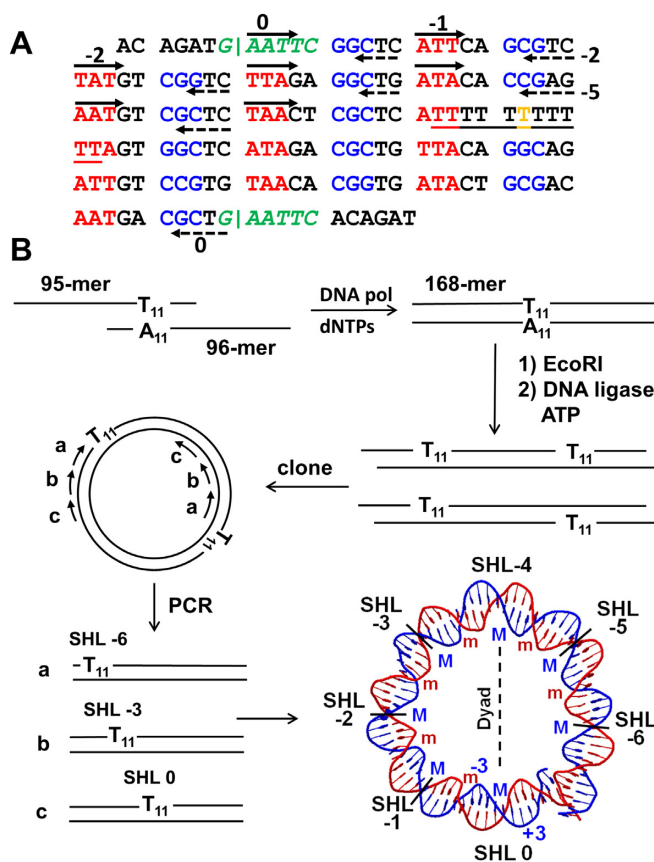 A
0
-1
AC AGATG|AATTC GGCTC ATTCA GCGTC -2
-2
TATGT CGGTC TTAGA GGCTG ATACA CCGAG -5
AATGT CGCTC TAACT CGCTC ATTTT TTTTT
TTAGT GGCTC ATAGA CGCTG TTACA GGCAG
ATTGT CCGTG TAACA CGGTG ATACT GCGAC
AATGA CGCTG|AATTC ACAGAT
0
B
95-mer
T11
A11
96-mer
DNA pol
dNTPs
168-mer
T11
A11
1) EcoRI
2) DNA ligase
ATP
T11 T11
T11
T11
clone
a
b
c
T11
c
b
a
T11
PCR
SHL -6
a -T11
SHL -3
b T11
SHL 0
c T11
SHL-4
SHL
-3
SHL
-5
SHL
-2
SHL
-6
SHL
-1
SHL 0
M
m
M
m
M
m
M
m
M
m
M
m
M
Dyad
-3
+3